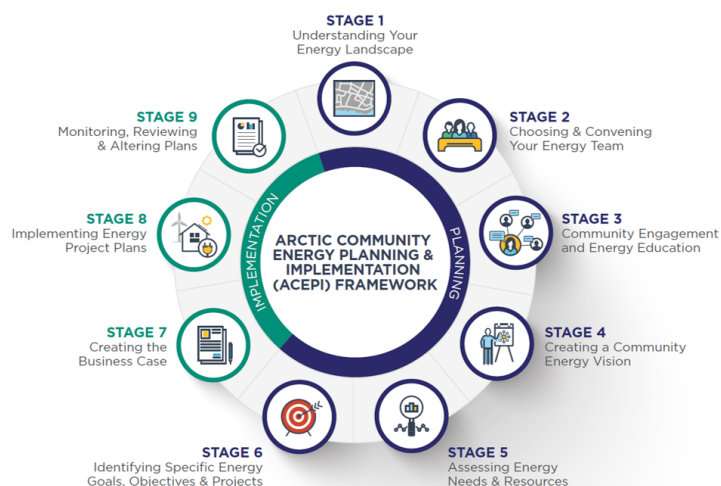 STAGE 1
Understanding Your
Energy Landscape
STAGE 2
Choosing & Convening
Your Energy Team
STAGE 3
Community Engagement
and Energy Education
STAGE 4
Creating a Community
Energy Vision
STAGE 5
Assessing Energy
Needs & Resources
STAGE 6
Identifying Specific Energy
Goals, Objectives & Projects
STAGE 7
Creating the
Business Case
STAGE 8
Implementing Energy
Project Plans
STAGE 9
Monitoring, Reviewing
& Altering Plans
IMPLEMENTATION
PLANNING
ARCTIC COMMUNITY
ENERGY PLANNING &
IMPLEMENTATION
(ACEPI) FRAMEWORK